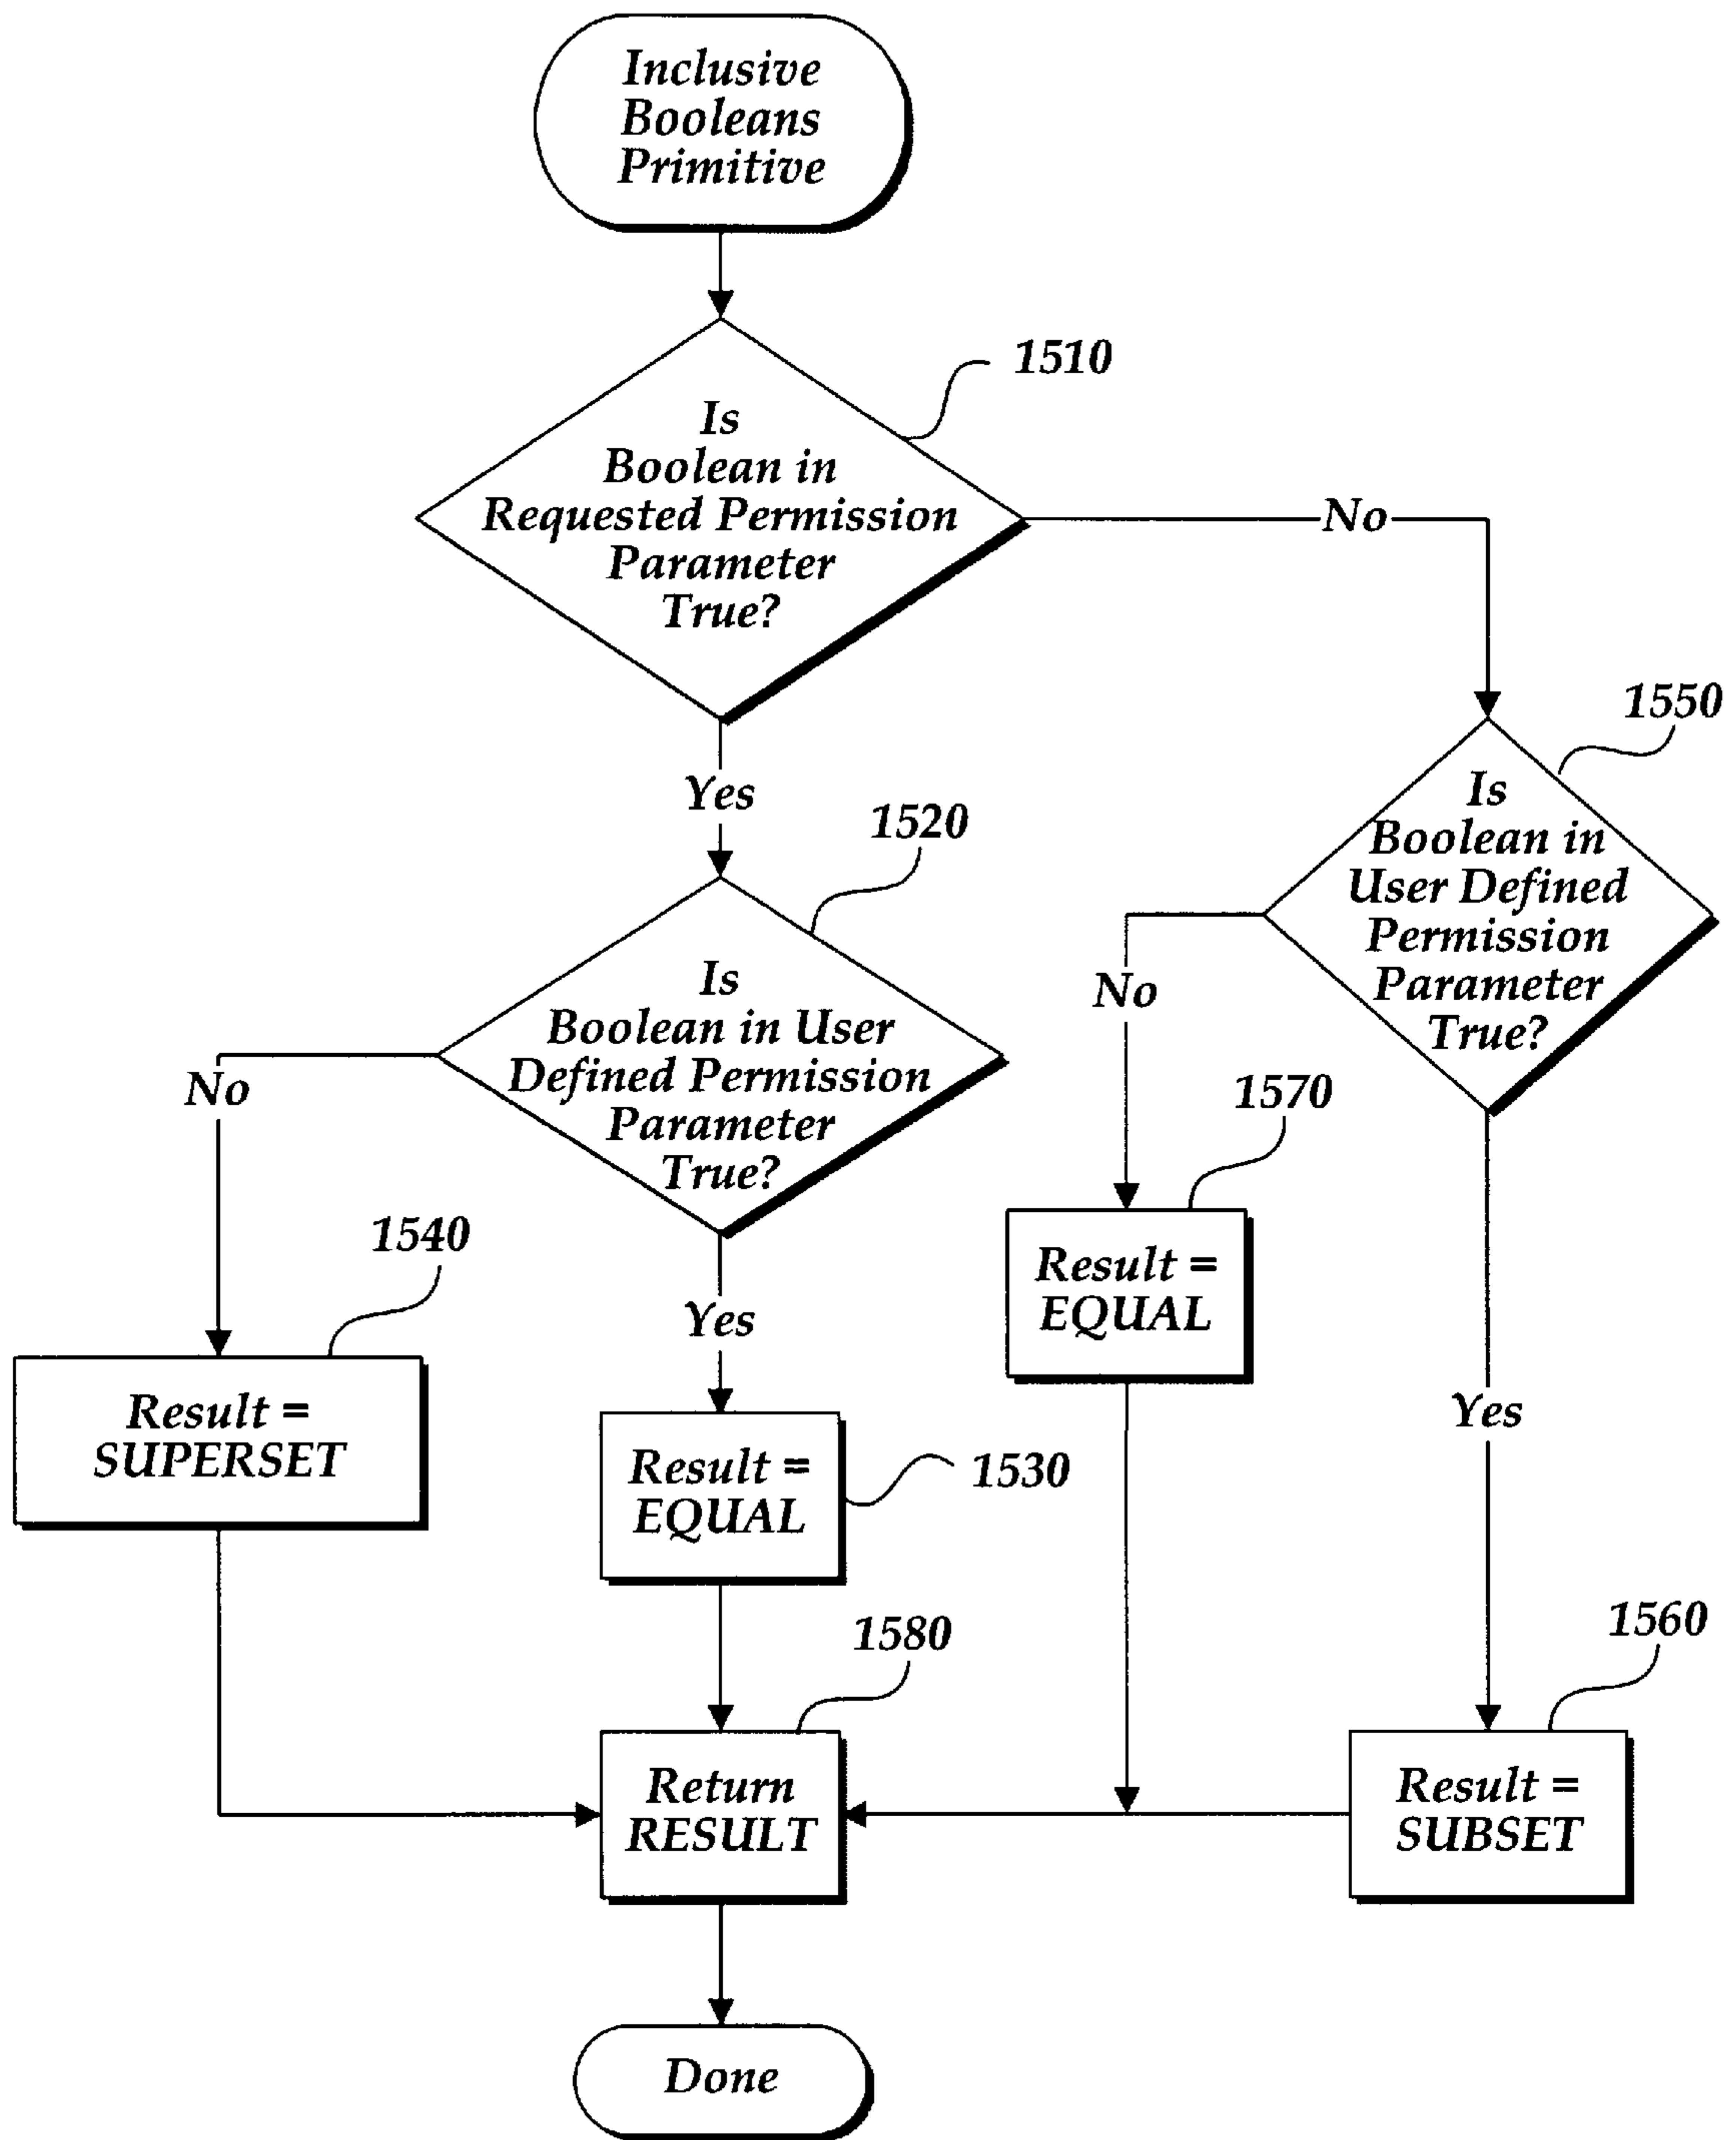 Inclusive
Booleans
Primitive
1510
Is
Boolean in
Requested Permission
Parameter
True?
No
Yes
1550
Is
Boolean in
User Defined
Permission
Parameter
True?
1520
Is
Boolean in User
Defined Permission
Parameter
True?
No
No
1570
Result =
EQUAL
1540
Result =
SUPERSET
Yes
Yes
Result =
EQUAL
1530
1580
Return
RESULT
1560
Result =
SUBSET
Done